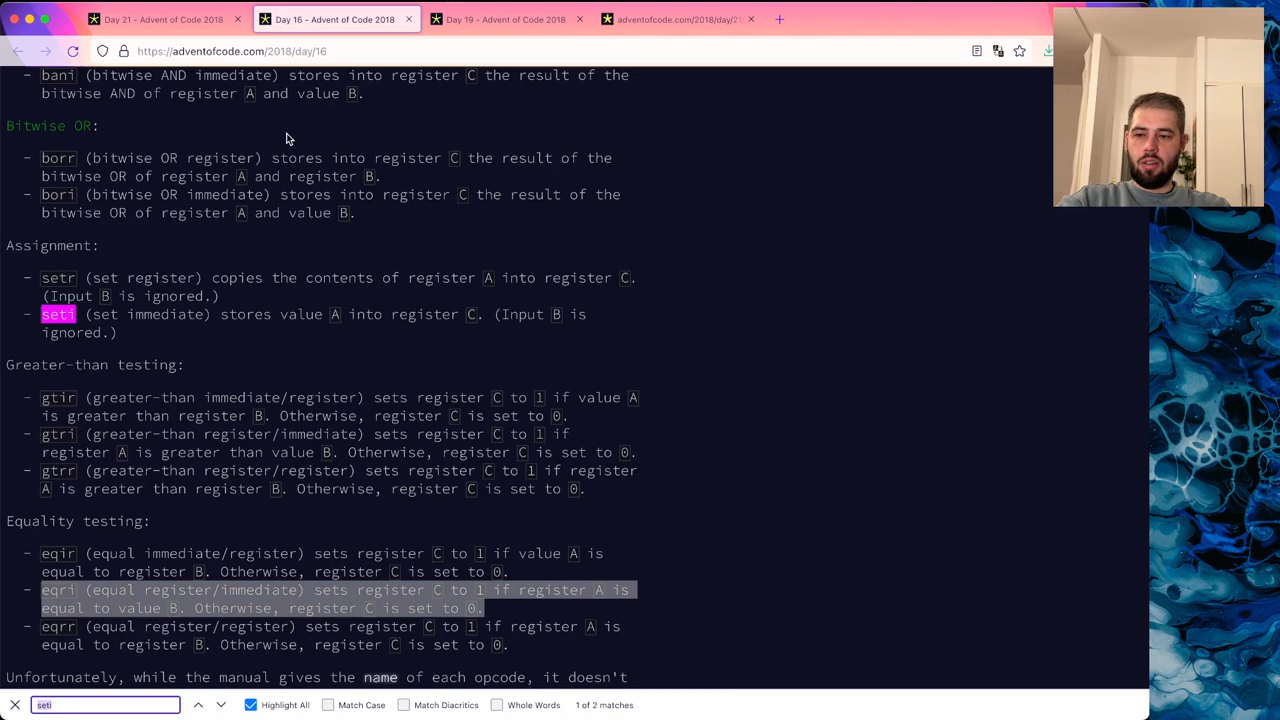 Day 21 - Advent of Code 2018
Day 16 - Advent of Code 2018
Day 19 - Advent of Code 2018
adventofcode.com/2018/day/21
https://adventofcode.com/2018/day/16
- bani (bitwise AND immediate) stores into register C the result of the
bitwise AND of register A and value B.
Bitwise OR:
- borr (bitwise OR register) stores into register C the result of the
bitwise OR of register A and register B.
- bori (bitwise OR immediate) stores into register C the result of the
bitwise OR of register A and value B.
Assignment:
- setr (set register) copies the contents of register A into register C.
(Input B is ignored.)
- seti (set immediate) stores value A into register C. (Input B is
ignored.)
Greater-than testing:
- gtir (greater-than immediate/register) sets register C to 1 if value A
is greater than register B. Otherwise, register C is set to 0.
- gtri (greater-than register/immediate) sets register C to 1 if
register A is greater than value B. Otherwise, register C is set to 0.
- gtrr (greater-than register/register) sets register C to 1 if register
A is greater than register B. Otherwise, register C is set to 0.
Equality testing:
- eqir (equal immediate/register) sets register C to 1 if value A is
equal to register B. Otherwise, register C is set to 0.
- eqri (equal register/immediate) sets register C to 1 if register A is
equal to value B. Otherwise, register C is set to 0.
- eqrr (equal register/register) sets register C to 1 if register A is
equal to register B. Otherwise, register C is set to 0.
Unfortunately, while the manual gives the name of each opcode, it doesn't
seti
Highlight All
Match Case
Match Diacritics
Whole Words
1 of 2 matches